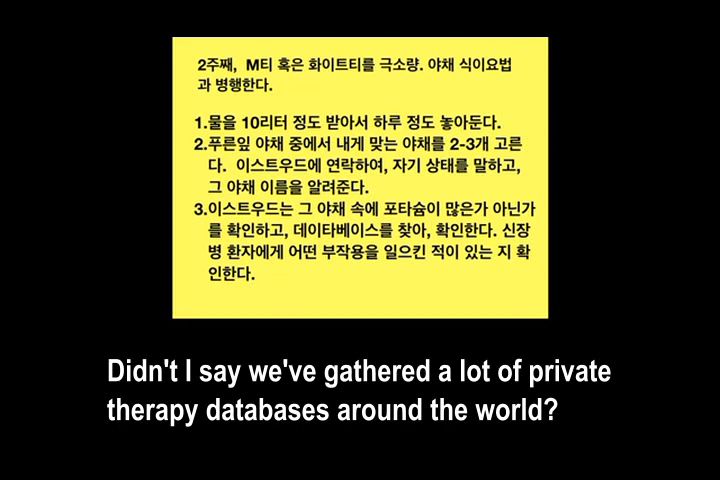 2주째, M티 혹은 화이트티를 극소량. 야채 식이요법
과 병행한다.
1.물을 10리터 정도 받아서 하루 정도 놓아둔다.
2.푸른잎 야채 중에서 내게 맞는 야채를 2-3개 고른
다. 이스트우드에 연락하여, 자기 상태를 말하고,
그 야채 이름을 알려준다.
3.이스트우드는 그 야채 속에 포타슘이 많은가 아닌가
를 확인하고, 데이타베이스를 찾아, 확인한다. 신장
병 환자에게 어떤 부작용을 일으킨 적이 있는 지 확
인한다.
Didn't I say we've gathered a lot of private
therapy databases around the world?